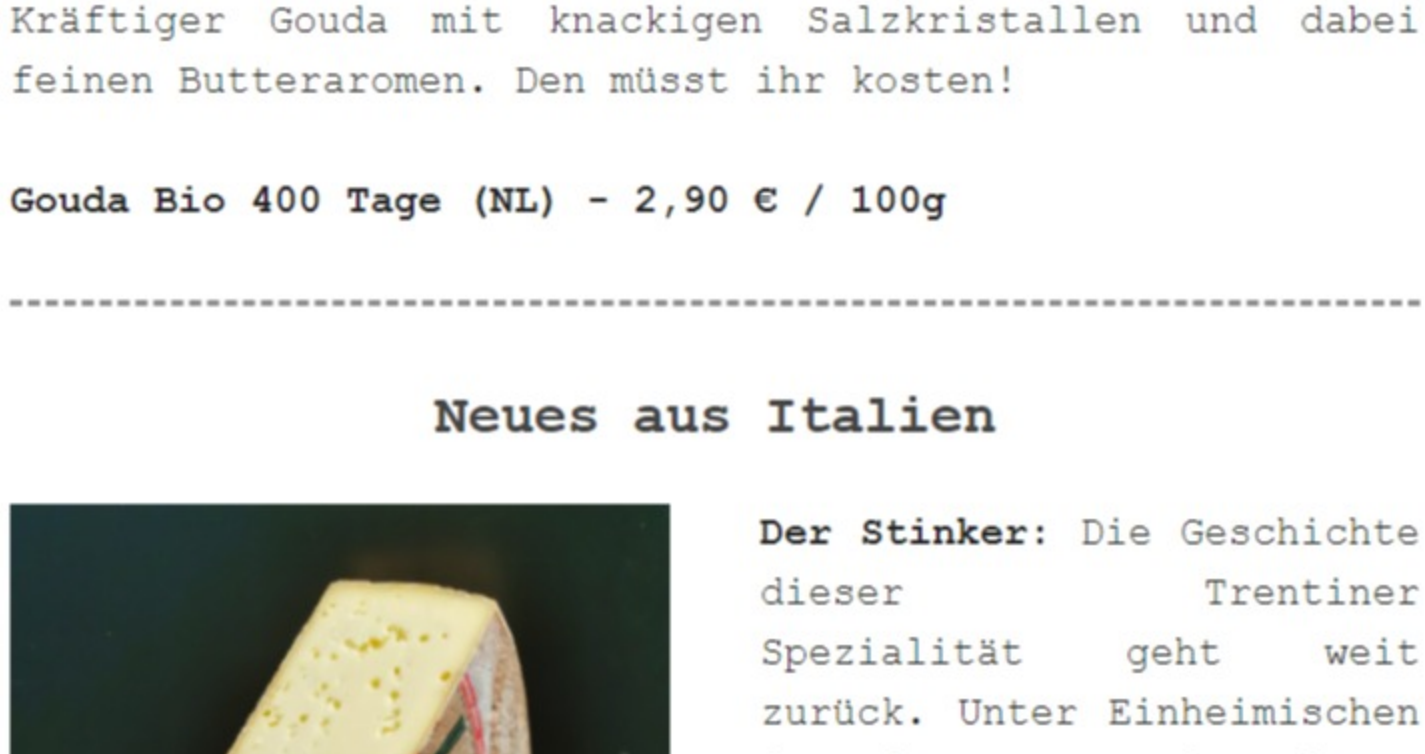 Kräftiger Gouda mit knackigen Salzkristallen und dabei
feinen Butteraromen. Den müsst ihr kosten!
Gouda Bio 400 Tage (NL) - 2,90 € / 100g
Neues aus Italien
Der Stinker: Die Geschichte
dieser Trentiner
Spezialität geht weit
zurück. Unter Einheimischen